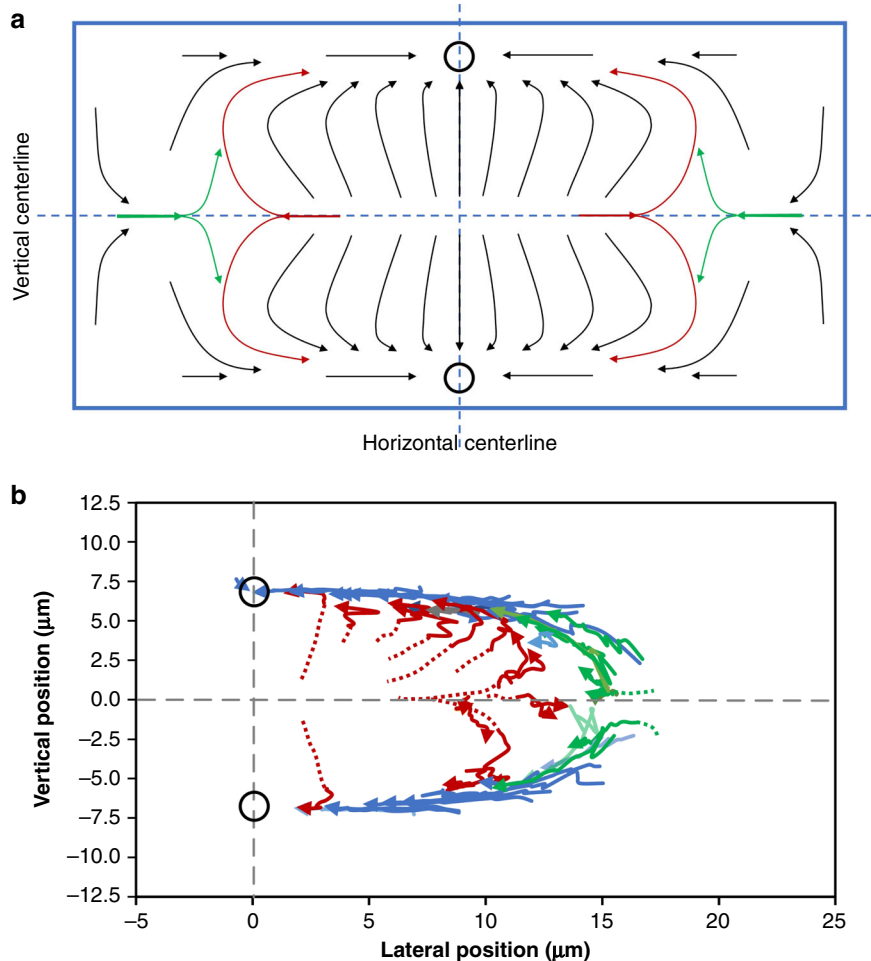 a
Vertical centerline
Horizontal centerline
b
Vertical position (µm)
12.5
10.0
7.5
5.0
2.5
0.0
−2.5
−5.0
−7.5
−10.0
−12.5
−5 0 5 10 15 20 25
Lateral position (µm)